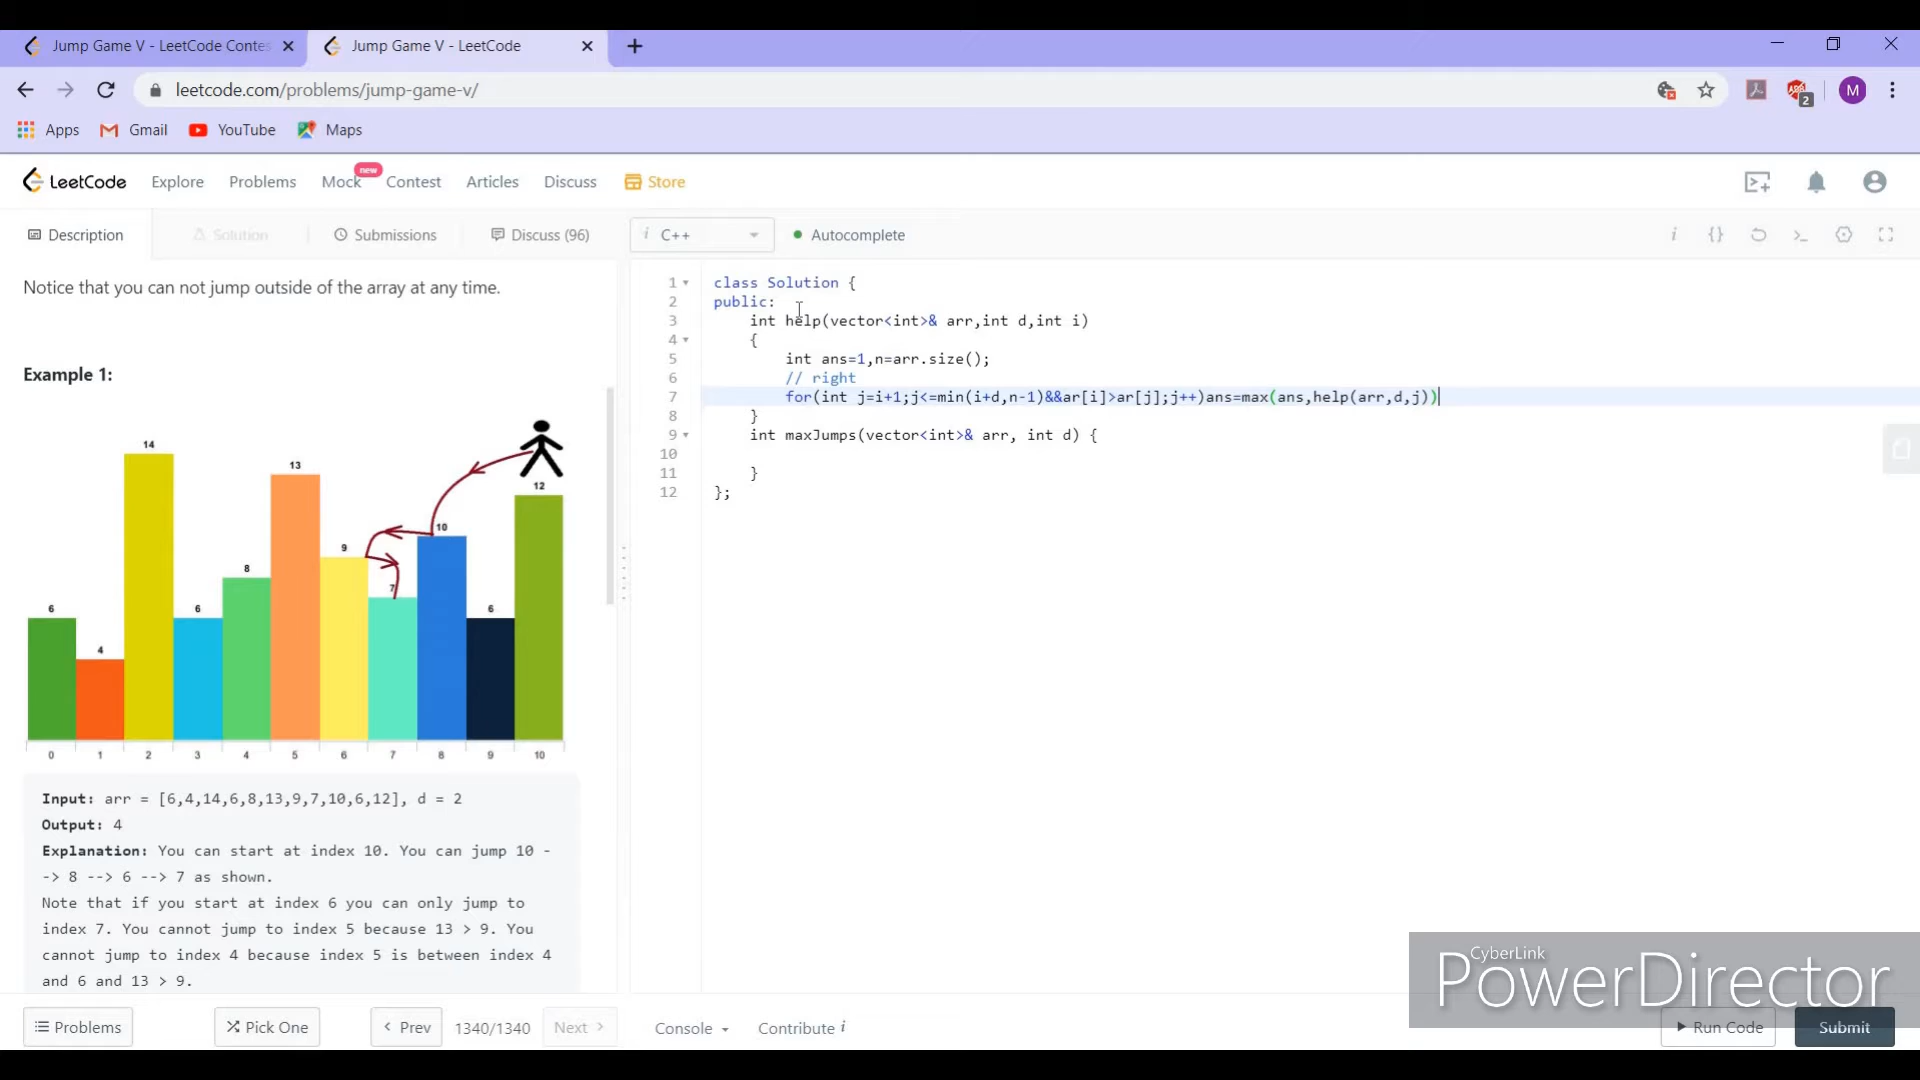 Jump Game V - LeetCode Contes
Jump Game V - LeetCode
leetcode.com/problems/jump-game-v/
M
2
Apps
Gmail
YouTube
Maps
LeetCode
Explore
Problems
Mock
new
Contest
Articles
Discuss
Store
Description
Solution
Submissions
Discuss (96)
i C++
Autocomplete
Notice that you can not jump outside of the array at any time.
Example 1:
14
13
12
10
9
8
7
6
6
6
4
0 1 2 3 4 5 6 7 8 9 10
Input: arr = [6,4,14,6,8,13,9,7,10,6,12], d = 2
Output: 4
Explanation: You can start at index 10. You can jump 10 -
-> 8 --> 6 --> 7 as shown.
Note that if you start at index 6 you can only jump to
index 7. You cannot jump to index 5 because 13 > 9. You
cannot jump to index 4 because index 5 is between index 4
and 6 and 13 > 9.
1 class Solution {
2 public:
3 int help(vector<int>& arr,int d,int i)
4 {
5 int ans=1,n=arr.size();
6 // right
7 for(int j=i+1;j<=min(i+d,n-1)&&ar[i]>ar[j];j++)ans=max(ans,help(arr,d,j))
8 }
9 int maxJumps(vector<int>& arr, int d) {
10
11 }
12 };
Problems
Pick One
Prev
1340/1340
Next
Console
Contribute i
Run Code
Submit
CyberLink
PowerDirector